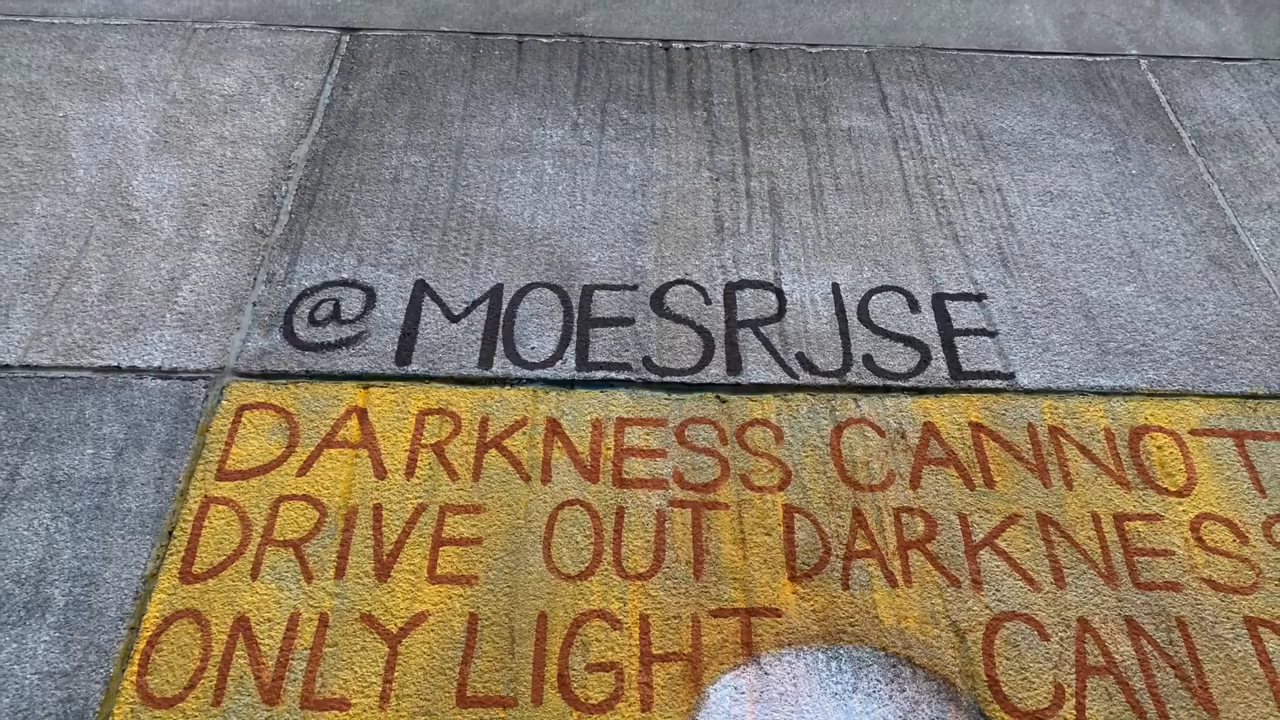 @MOESRJSE
DARKNESS CANNOT
DRIVE OUT DARKNESS
ONLY LIGHT CAN